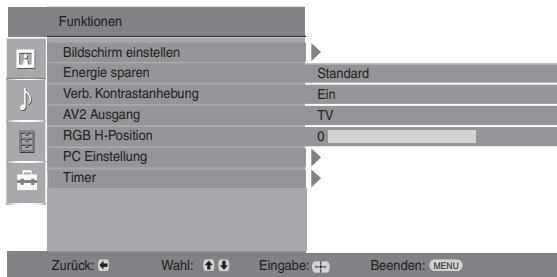 Funktionen
Bildschirm einstellen
Energie sparen Standard
Verb. Kontrastanhebung Ein
AV2 Ausgang TV
RGB H-Position 0
PC Einstellung
Timer
Zurück: Wahl: Eingabe: Beenden: MENU